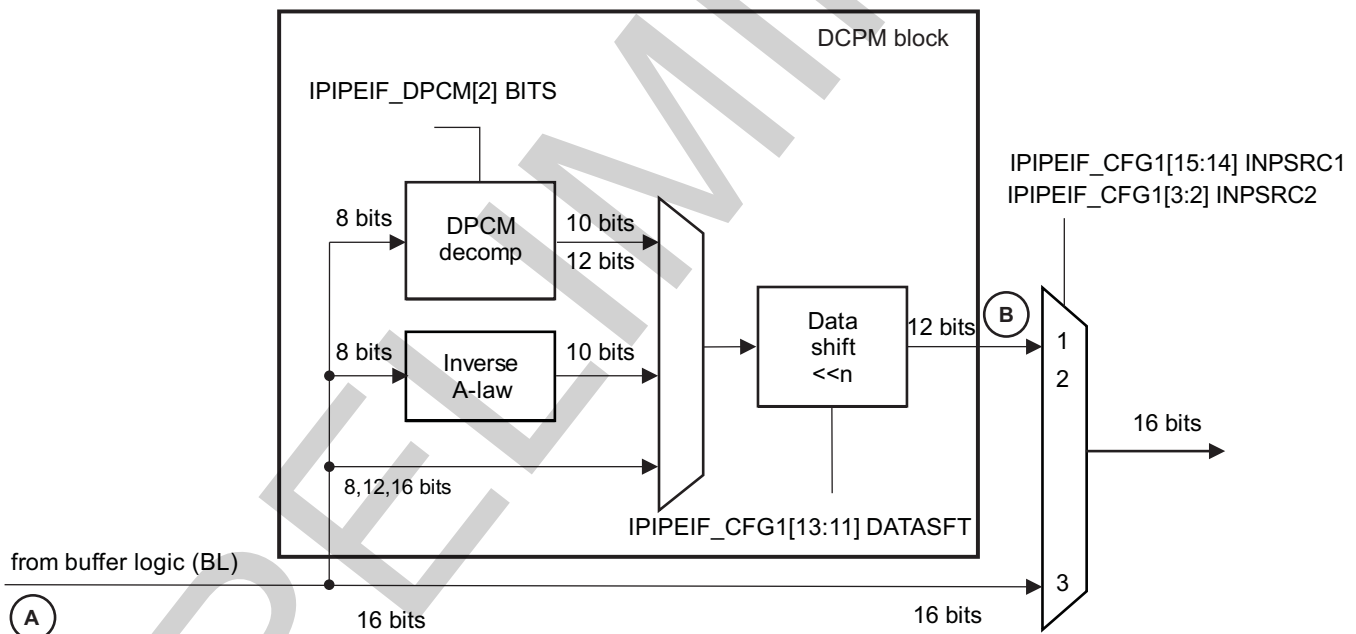 DCPM block
IPIPEIF_DPCM[2] BITS
IPIPEIF_CFG1[15:14] INPSRC1
IPIPEIF_CFG1[3:2] INPSRC2
8 bits
DPCM
decomp
10 bits
12 bits
8 bits
Inverse
A-law
10 bits
8,12,16 bits
Data
shift
<<n
12 bits
B
1
2
3
16 bits
IPIPEIF_CFG1[13:11] DATASFT
from buffer logic (BL)
A
16 bits
16 bits
PELIMI